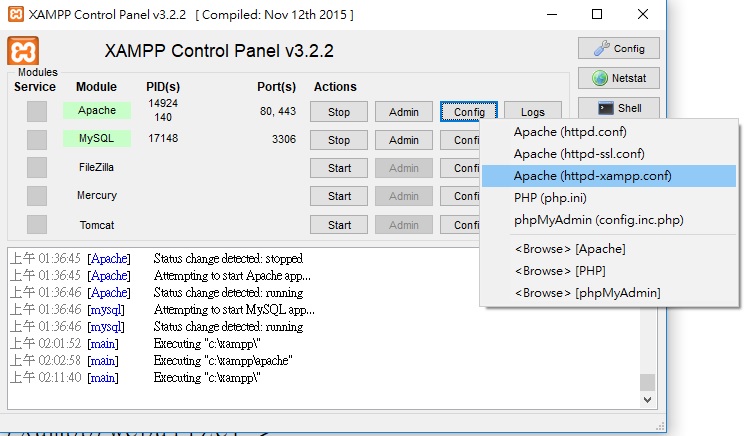 XAMPP Control Panel v3.2.2 [ Compiled: Nov 12th 2015 ]
XAMPP Control Panel v3.2.2
Config
Netstat
Shell
Modules
Service Module PID(s) Port(s) Actions
Apache 14924 140 80, 443 Stop Admin Config Logs
MySQL 17148 3306 Stop Admin Confi
FileZilla Start Admin Confi
Mercury Start Admin Confi
Tomcat Start Admin Confi
Apache (httpd.conf)
Apache (httpd-ssl.conf)
Apache (httpd-xampp.conf)
PHP (php.ini)
phpMyAdmin (config.inc.php)
<Browse> [Apache]
<Browse> [PHP]
<Browse> [phpMyAdmin]
上午 01:36:45 [Apache] Status change detected: stopped
上午 01:36:45 [Apache] Attempting to start Apache app...
上午 01:36:46 [Apache] Status change detected: running
上午 01:36:46 [mysql] Attempting to start MySQL app...
上午 01:36:46 [mysql] Status change detected: running
上午 02:01:52 [main] Executing "c:\xampp\"
上午 02:02:58 [main] Executing "c:\xampp\apache"
上午 02:11:40 [main] Executing "c:\xampp\"